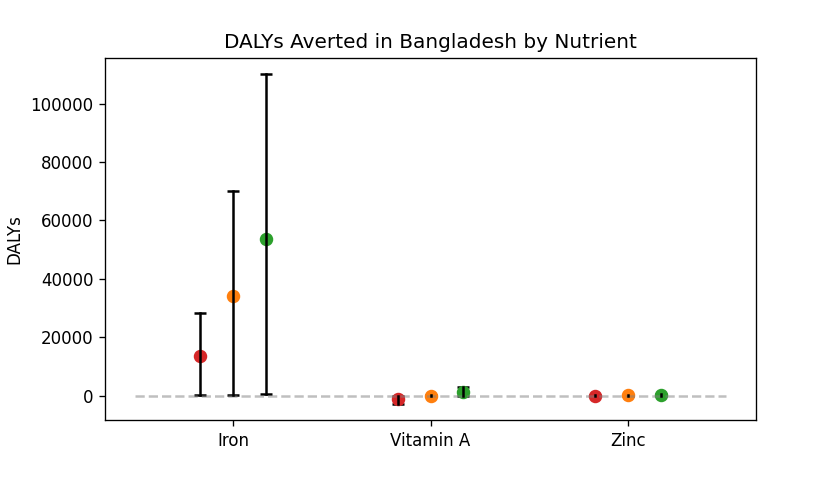 DALYs Averted in Bangladesh by Nutrient
DALYs
100000
80000
60000
40000
20000
0
Iron
Vitamin A
Zinc